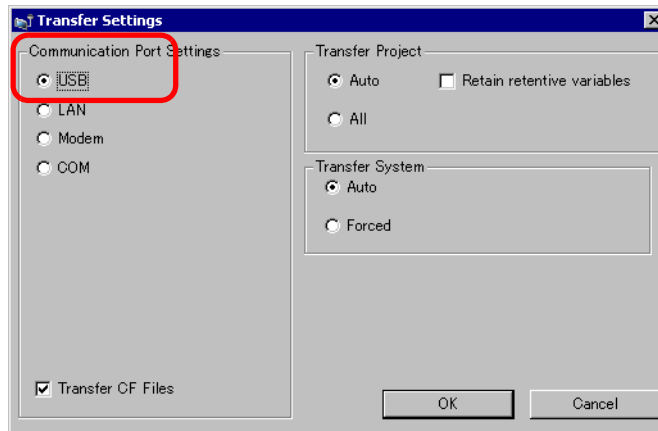 Transfer Settings
Communication Port Settings
USB
LAN
Modem
COM
Transfer CF Files
Transfer Project
Auto
Retain retentive variables
All
Transfer System
Auto
Forced
OK
Cancel